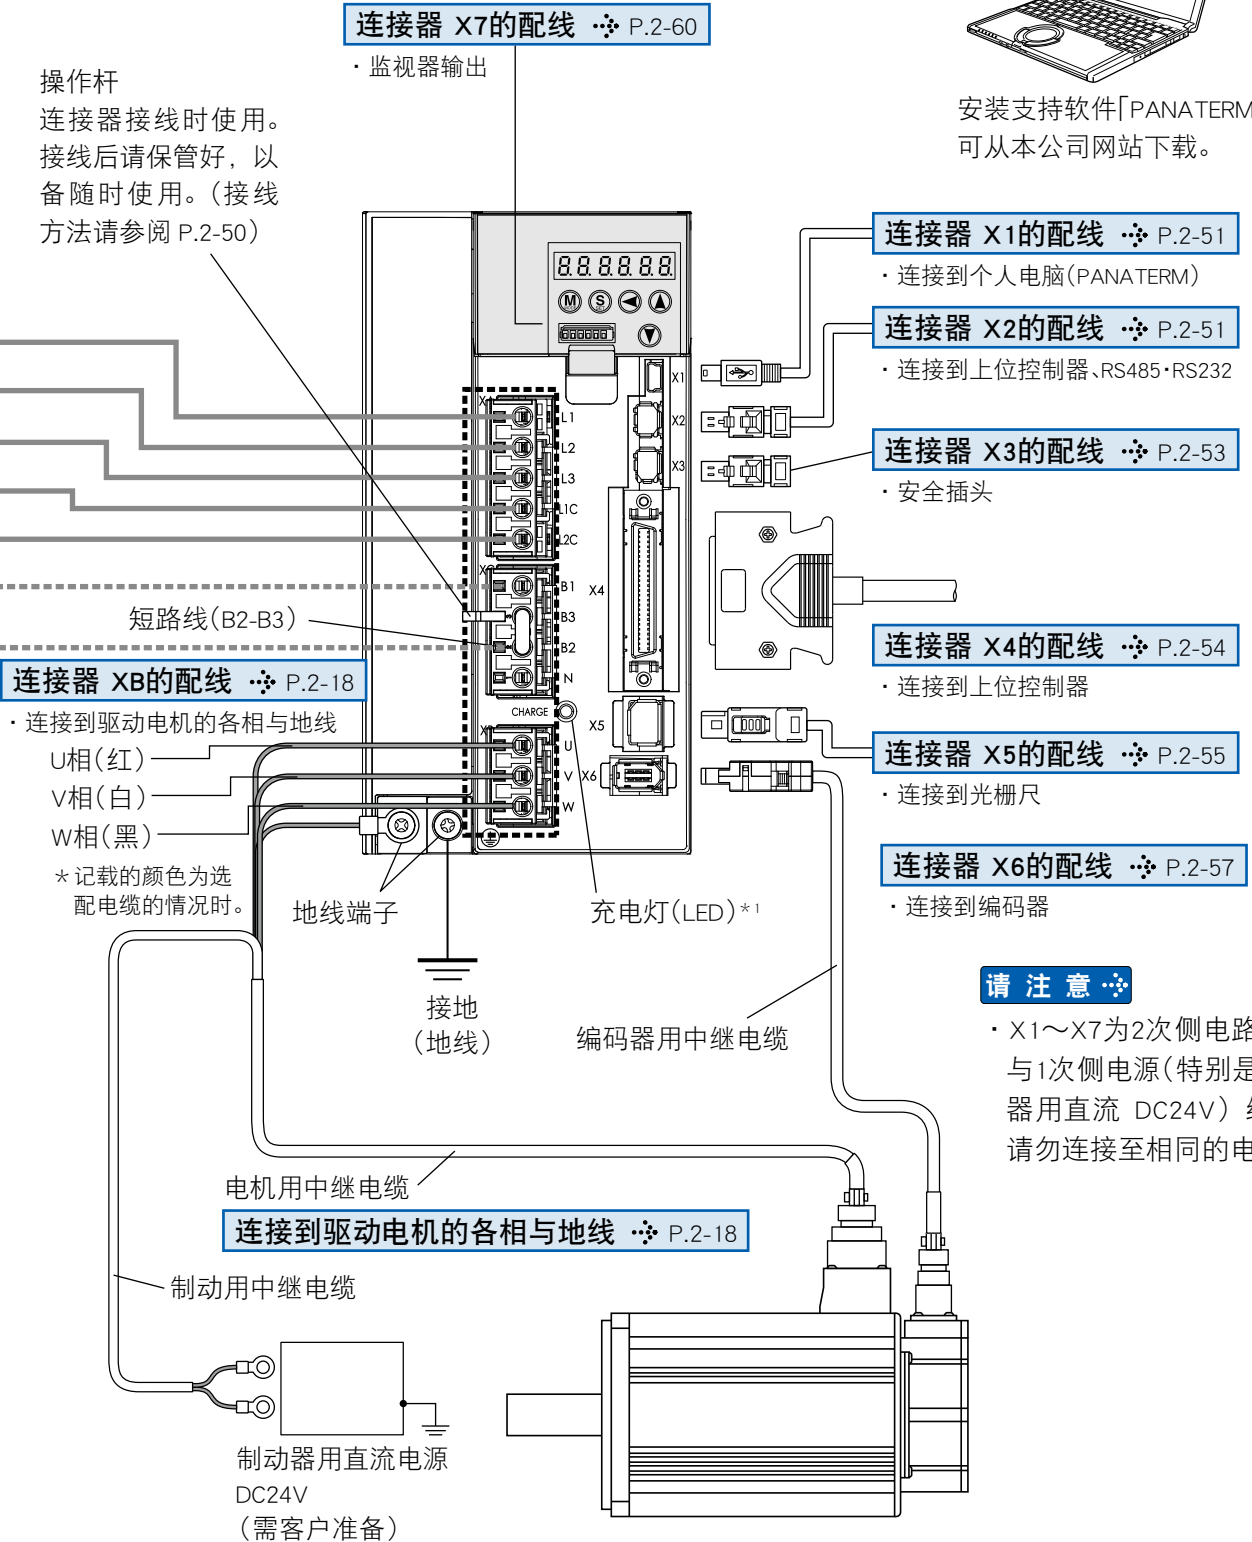 连接器 X7的配线 P.2-60
・监视器输出
操作杆
连接器接线时使用。
接线后请保管好，以
备随时使用。（接线
方法请参阅 P.2-50）
安装支持软件「PANATERM
可从本公司网站下载。
连接器 X1的配线 P.2-51
・连接到个人电脑（PANATERM）
连接器 X2的配线 P.2-51
・连接到上位控制器、RS485・RS232
连接器 X3的配线 P.2-53
・安全插头
连接器 X4的配线 P.2-54
・连接到上位控制器
连接器 X5的配线 P.2-55
・连接到光栅尺
连接器 X6的配线 P.2-57
・连接到编码器
8.8.8.8.8.8.
M
S
X1
X2
X3
X4
X5
X6
L1
L2
L3
L1C
L2C
B1
B3
B2
N
CHARGE
U
V
W
短路线（B2-B3）
连接器 XB的配线 P.2-18
・连接到驱动电机的各相与地线
U相（红）
V相（白）
W相（黑）
＊记载的颜色为选
配电缆的情况时。
地线端子
充电灯（LED）*1
接地
（地线）
编码器用中继电缆
请 注 意
・X1～X7为2次侧电路
与1次侧电源（特别是
器用直流 DC24V）
请勿连接至相同的电
电机用中继电缆
连接到驱动电机的各相与地线 P.2-18
制动用中继电缆
制动器用直流电源
DC24V
（需客户准备）